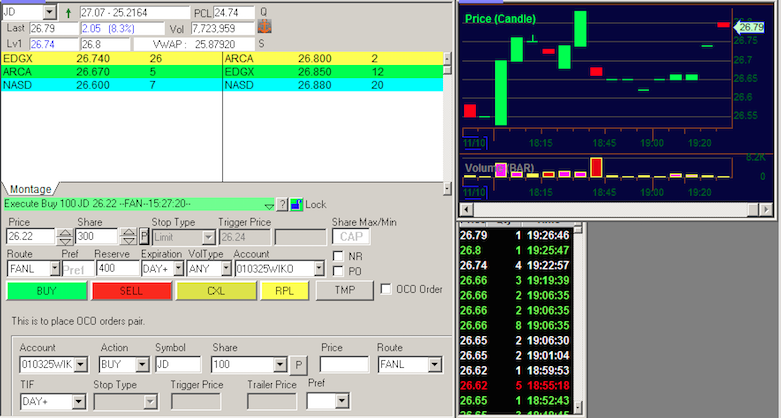 JD 27.07 - 25.2164 PCL 24.74 Q
Last 26.79 2.05 (8.3%) Vol 7,723,959
Lv1 26.74 26.8 VWAP : 25.87920 S
EDGX 26.740 26 ARCA 26.800 2
ARCA 26.670 5 EDGX 26.850 12
NASD 26.600 7 NASD 26.880 20
Montage
Execute Buy 100 JD 26.22 --FAN--15:27:20-- ? Lock
Price Share Stop Type Trigger Price Share Max/Min
26.22 300 P Limit 26.24 CAP
Route Pref Reserve Expiration VolType Account NR
FANL Pref 400 DAY+ ANY 010325WIKO PO
BUY SELL CXL RPL TMP OCO Order
This is to place OCO orders pair.
Account Action Symbol Share Price Route
010325WIK BUY JD 100 P FANL
TIF Stop Type Trigger Price Trailer Price Pref
DAY+
Price (Candle)
26.79
26.75
26.7
26.65
26.6
26.55
11/10 18:15 18:45 19:00 19:20
Volume (BAR)
8.2K
0
11/10 18:15 18:45 19:00 19:20
26.79 1 19:26:46
26.8 1 19:25:47
26.74 4 19:22:57
26.66 3 19:19:39
26.66 2 19:06:35
26.66 2 19:06:35
26.66 8 19:06:35
26.65 2 19:06:30
26.65 2 19:01:04
26.62 1 18:59:53
26.62 5 18:55:18
26.65 1 18:52:43